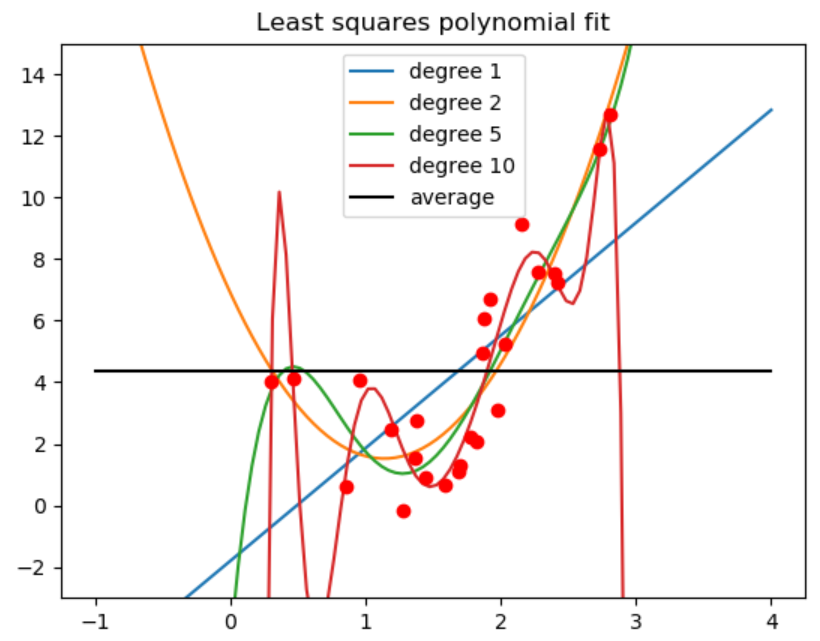 Least squares polynomial fit
14
12
10
8
6
4
2
0
−2
degree 1
degree 2
degree 5
degree 10
average
−1 0 1 2 3 4